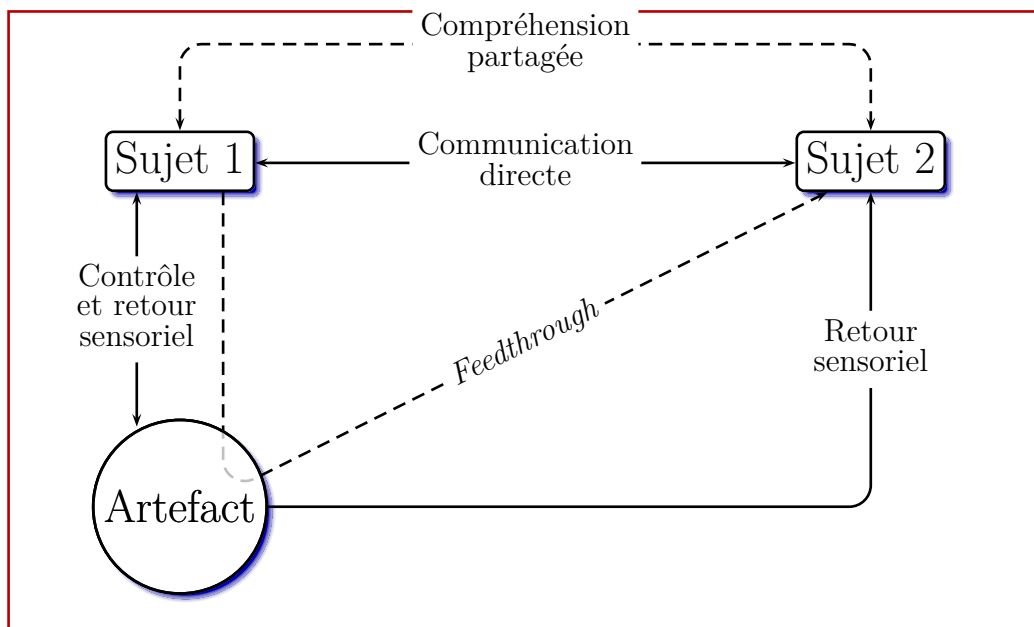 Compréhension
partagée
Sujet 1
Communication
directe
Sujet 2
Contrôle
et retour
sensoriel
Feedthrough
Retour
sensoriel
Artefact